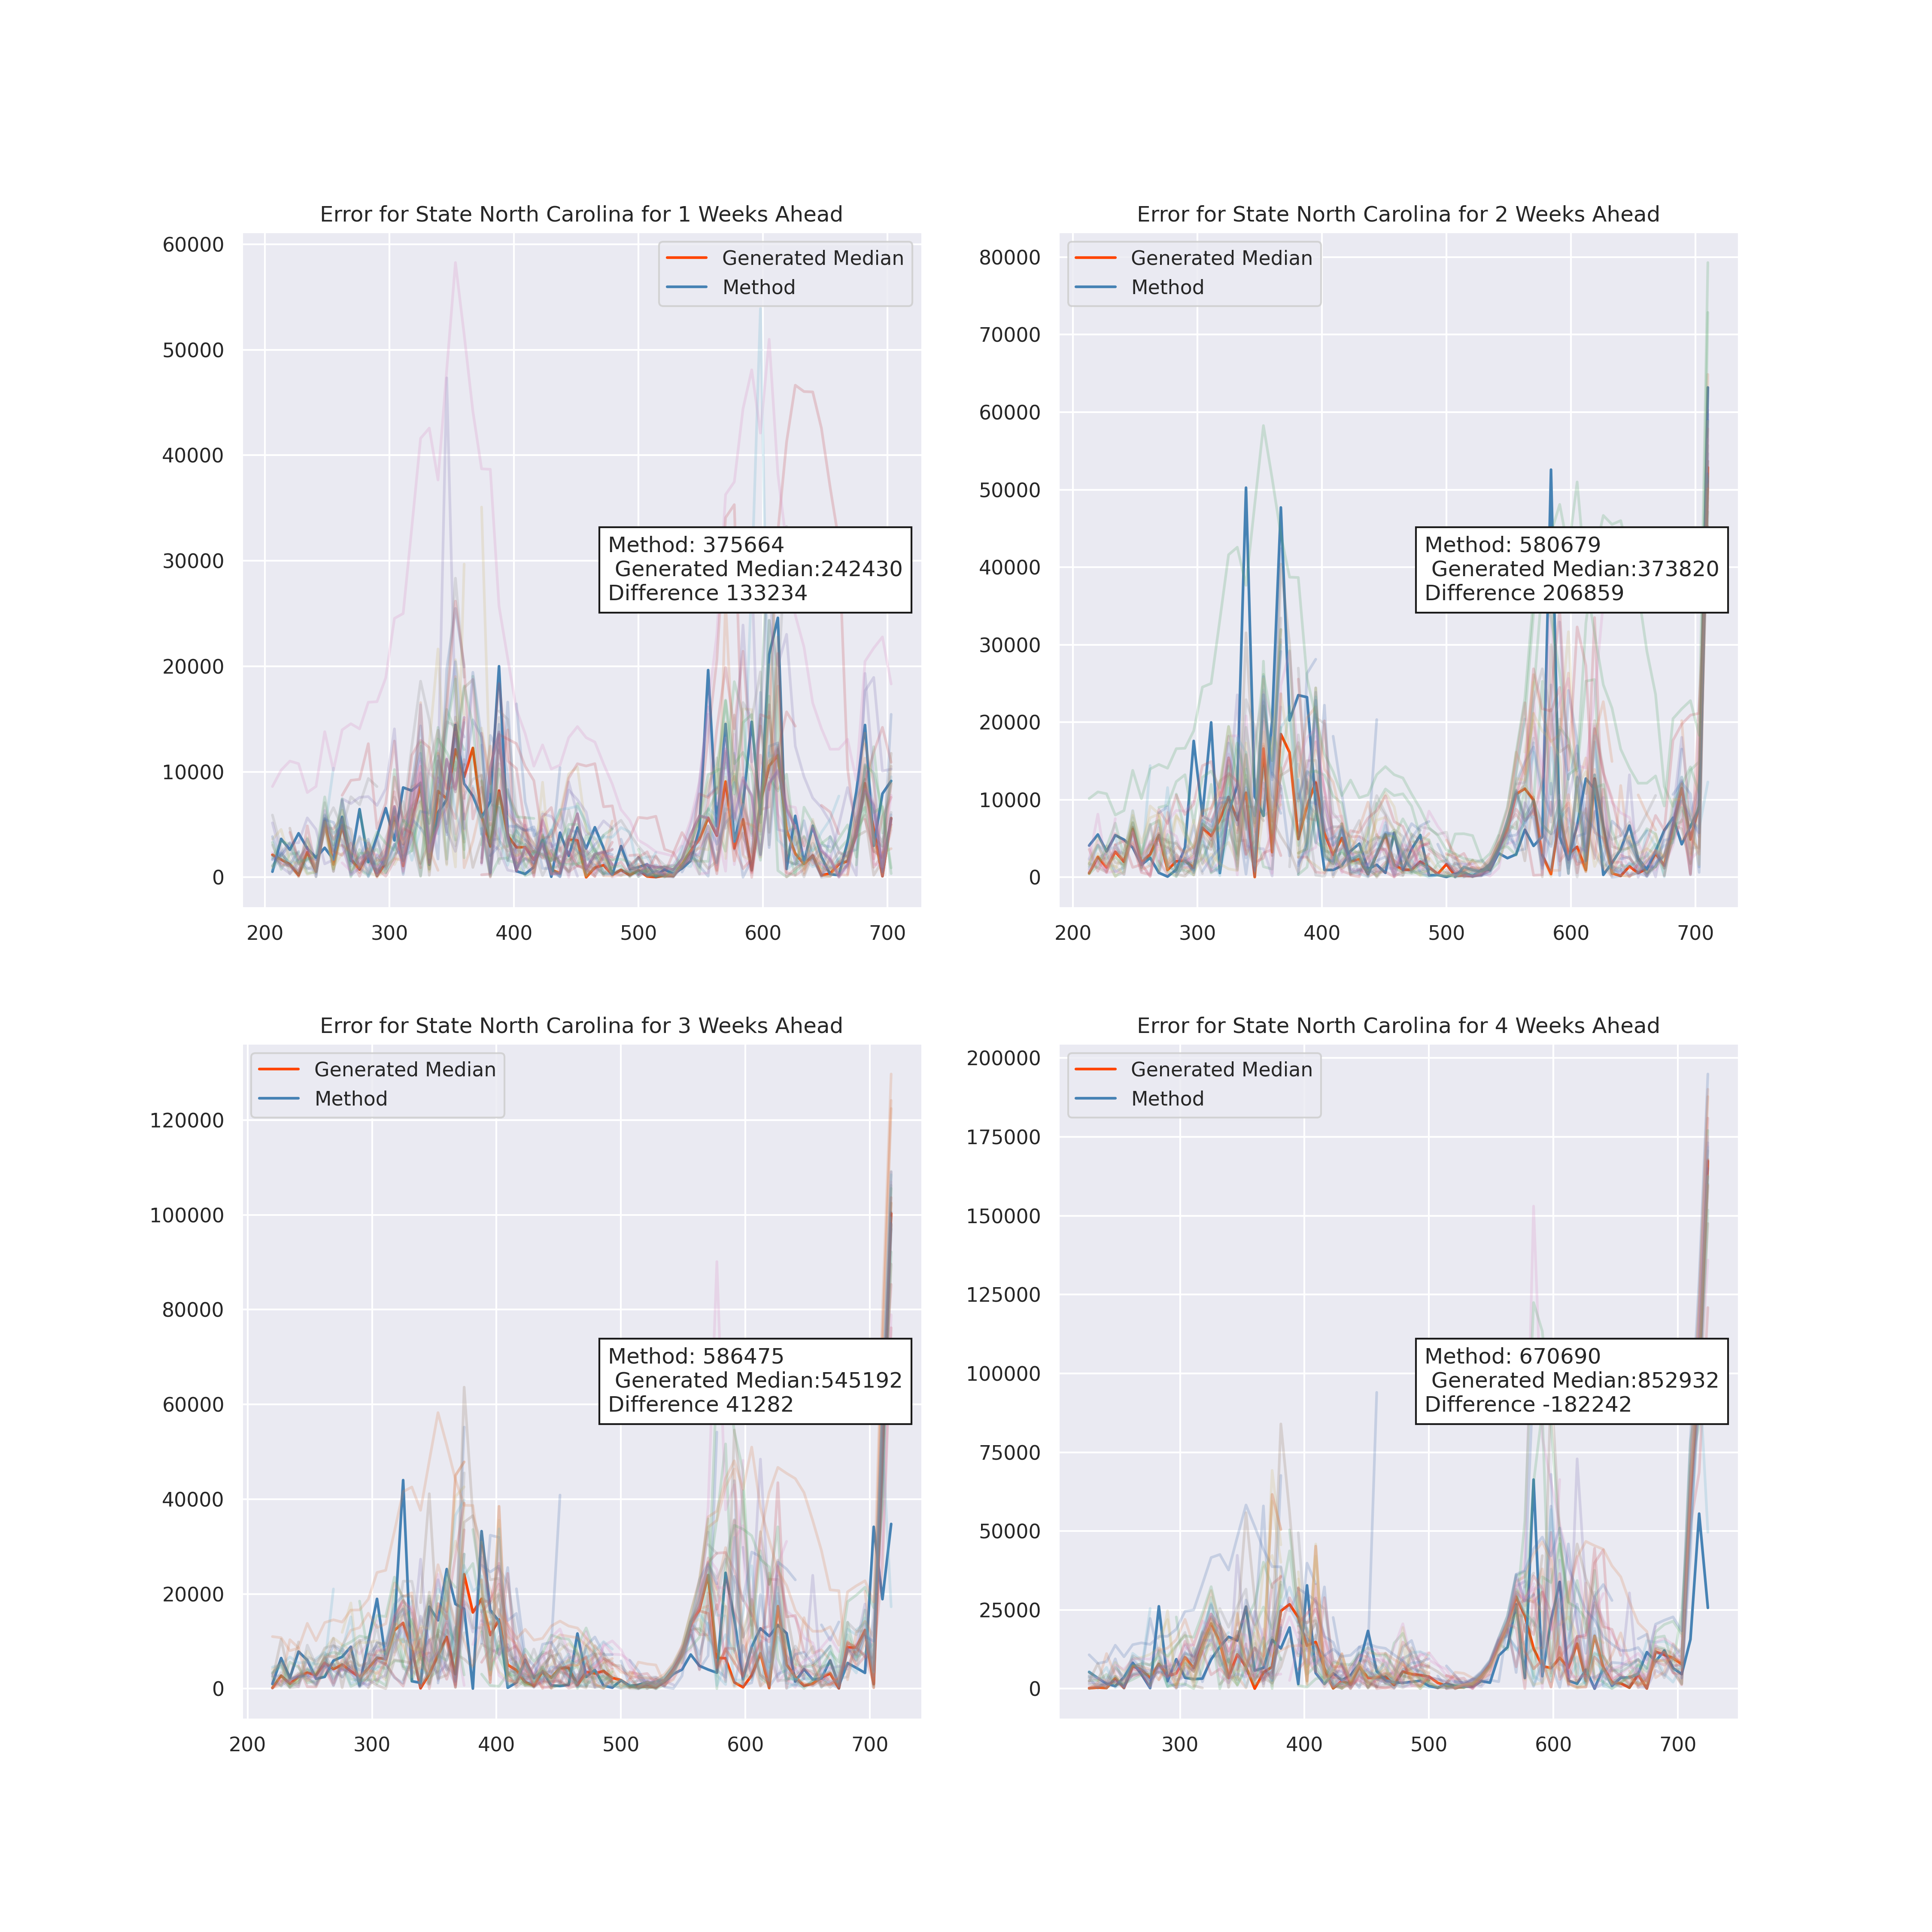 Error for State North Carolina for 1 Weeks Ahead
60000
50000
40000
30000
20000
10000
0
200 300 400 500 600 700
Generated Median
Method
Method: 375664
Generated Median:242430
Difference 133234
Error for State North Carolina for 2 Weeks Ahead
80000
70000
60000
50000
40000
30000
20000
10000
0
200 300 400 500 600 700
Generated Median
Method
Method: 580679
Generated Median:373820
Difference 206859
Error for State North Carolina for 3 Weeks Ahead
120000
100000
80000
60000
40000
20000
0
200 300 400 500 600 700
Generated Median
Method
Method: 586475
Generated Median:545192
Difference 41282
Error for State North Carolina for 4 Weeks Ahead
200000
175000
150000
125000
100000
75000
50000
25000
0
300 400 500 600 700
Generated Median
Method
Method: 670690
Generated Median:852932
Difference -182242